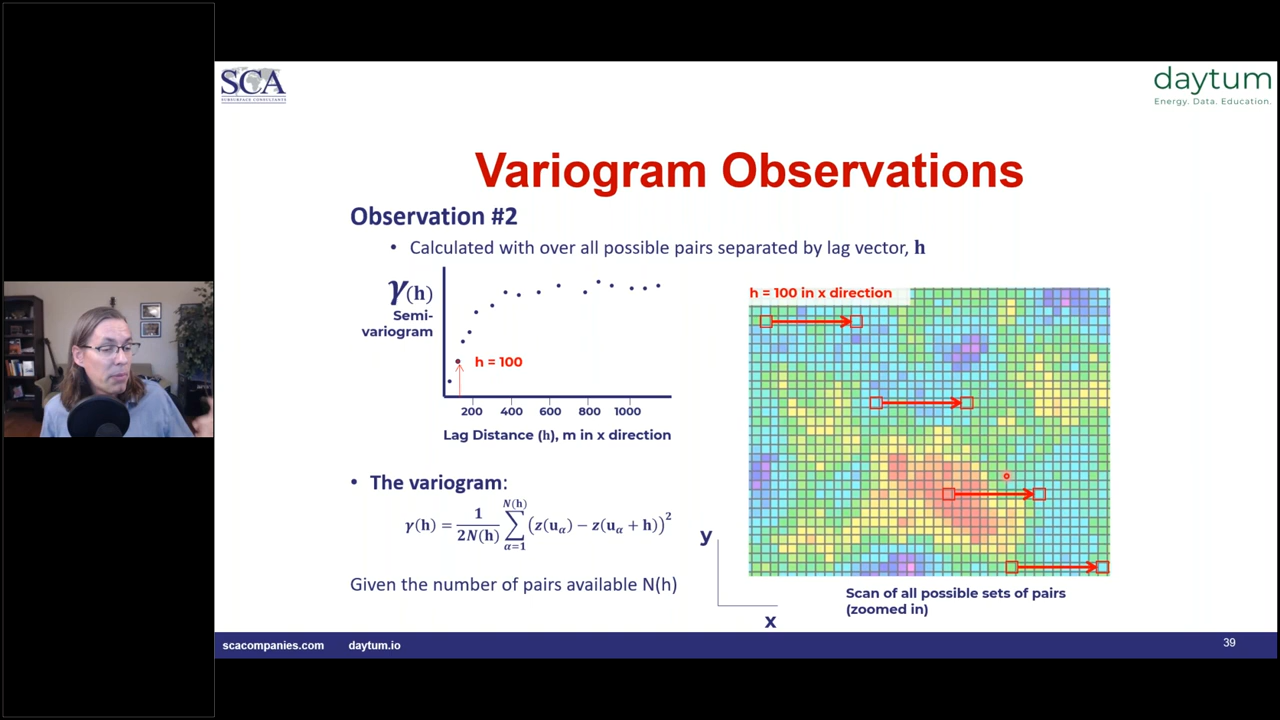 SCA
SUBSURFACE CONSULTANTS
daytum
Energy. Data. Education.
Variogram Observations
Observation #2
• Calculated with over all possible pairs separated by lag vector, h
γ(h)
Semi-
variogram
h = 100
200 400 600 800 1000
Lag Distance (h), m in x direction
h = 100 in x direction
• The variogram:
γ(h) = 1/2N(h) ∑ α=1 N(h) (z(uα) − z(uα + h))²
Given the number of pairs available N(h)
y
x
Scan of all possible sets of pairs
(zoomed in)
scacompanies.com daytum.io
39